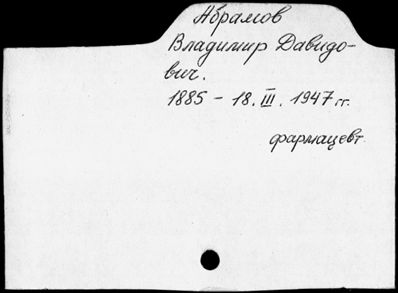 Абрамов
Владимир Давидо-
вич.
1885 - 18. III. 1947 гг.
фармацевт